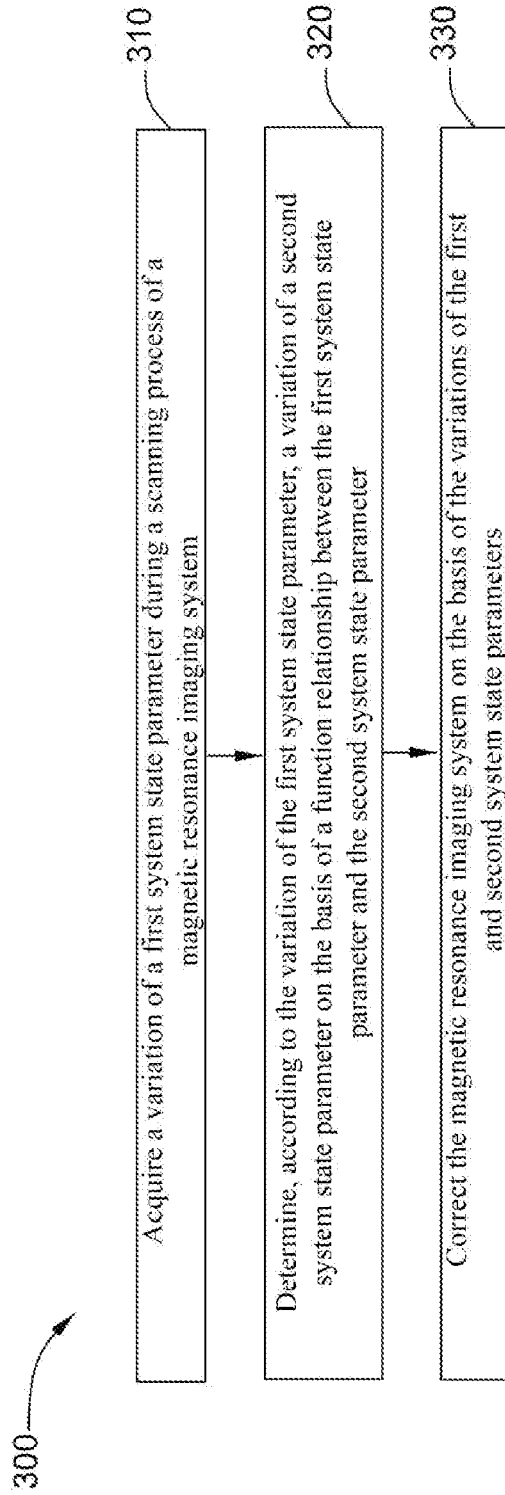 300
310
Acquire a variation of a first system state parameter during a scanning process of a
magnetic resonance imaging system
320
Determine, according to the variation of the first system state parameter, a variation of a second
system state parameter on the basis of a function relationship between the first system state
parameter and the second system state parameter
330
Correct the magnetic resonance imaging system on the basis of the variations of the first
and second system state parameters